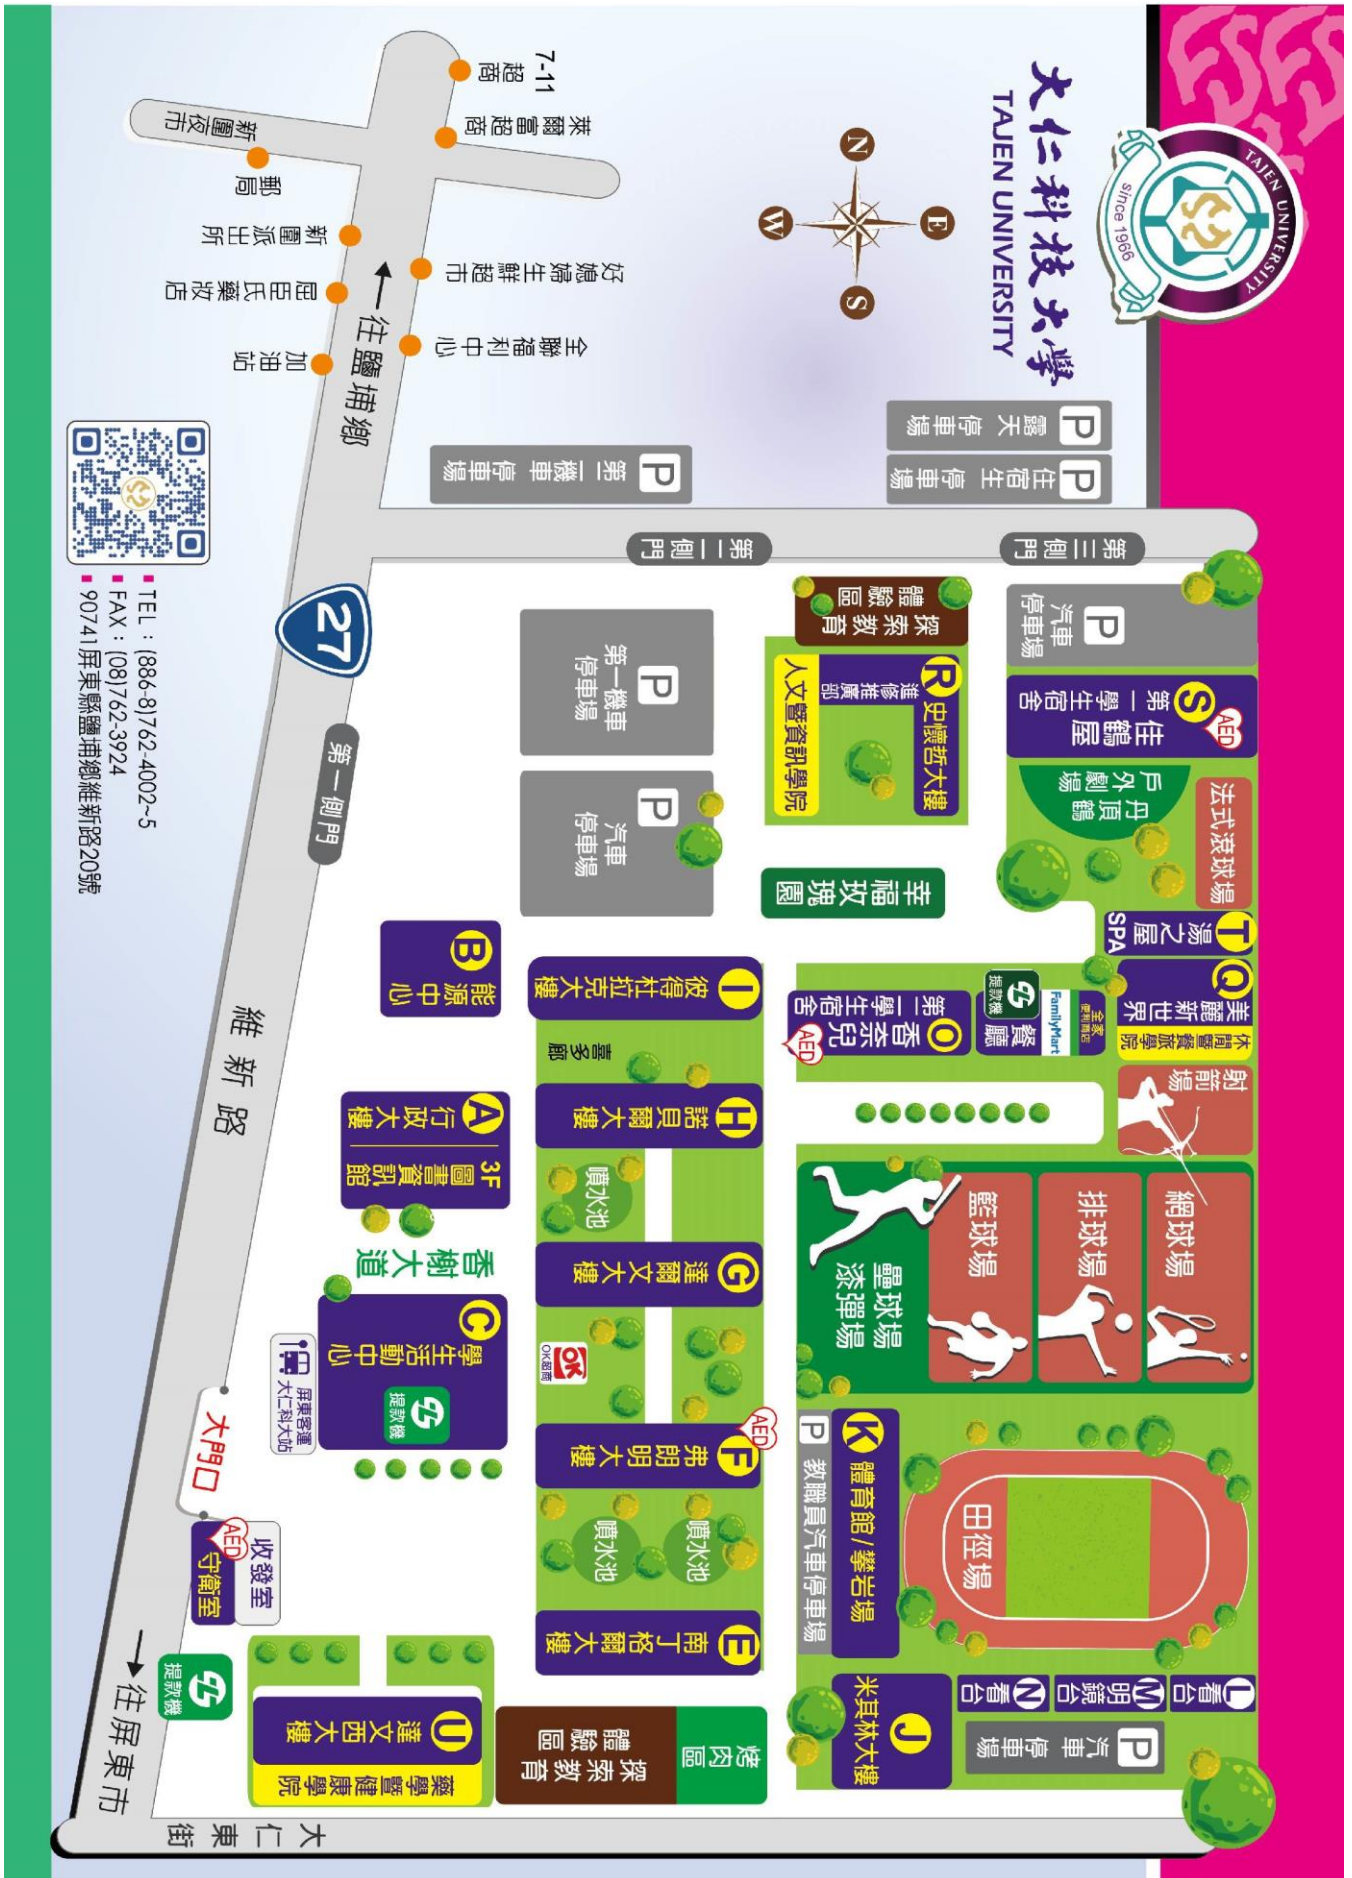 大仁科技大學
TAJEN UNIVERSITY
TAJEN UNIVERSITY
since 1966
N
E
S
W
7-11
超商
萊爾富超商
新圍夜市
郵局
新圍派出所
屈臣氏藥妝店
加油站
好媳婦生鮮超市
全聯福利中心
←往鹽埔鄉
P 露天 停車場
P 住宿生 停車場
P 第二機車 停車場
第二側門
第三側門
27
第一側門
維新路
TEL：(886-8)762-4002~5
FAX：(08)762-3924
90741屏東縣鹽埔鄉維新路20號
P
汽車
停車場
S 第一學生宿舍
佳鶴屋
AED
戶外劇場
丹頂鶴
法式滾球場
探索教育
體驗區
R 進修推廣部
史懷哲大樓
人文暨資訊學院
P
第一機車
停車場
P
汽車
停車場
幸福玫瑰園
T 湯之屋
SPA
Q
美麗新世界
休閒暨餐旅學院
射箭場
全家
便利商店
FamilyMart
提款機
餐廳
O 香奈兒
第二學生宿舍
AED
B
能源中心
I 彼得杜拉克大樓
喜多廊
H 諾貝爾大樓
噴水池
G 達爾文大樓
A
行政大樓
3F 圖書資訊館
香榭大道
C
學生活動中心
提款機
屏東客運
大仁科大站
OK
OK超商
F 弗朗明大樓
AED
噴水池
噴水池
E 南丁格爾大樓
網球場
排球場
籃球場
壘球場
漆彈場
K 體育館/攀岩場
P 教職員汽車停車場
田徑場
L 看台
M 明鏡台
N 看台
P 汽車 停車場
J
米其林大樓
大門口
收發室
守衛室
AED
提款機
→往屏東市
U 達文西大樓
藥學暨健康學院
探索教育
體驗區
烤肉區
大仁東街